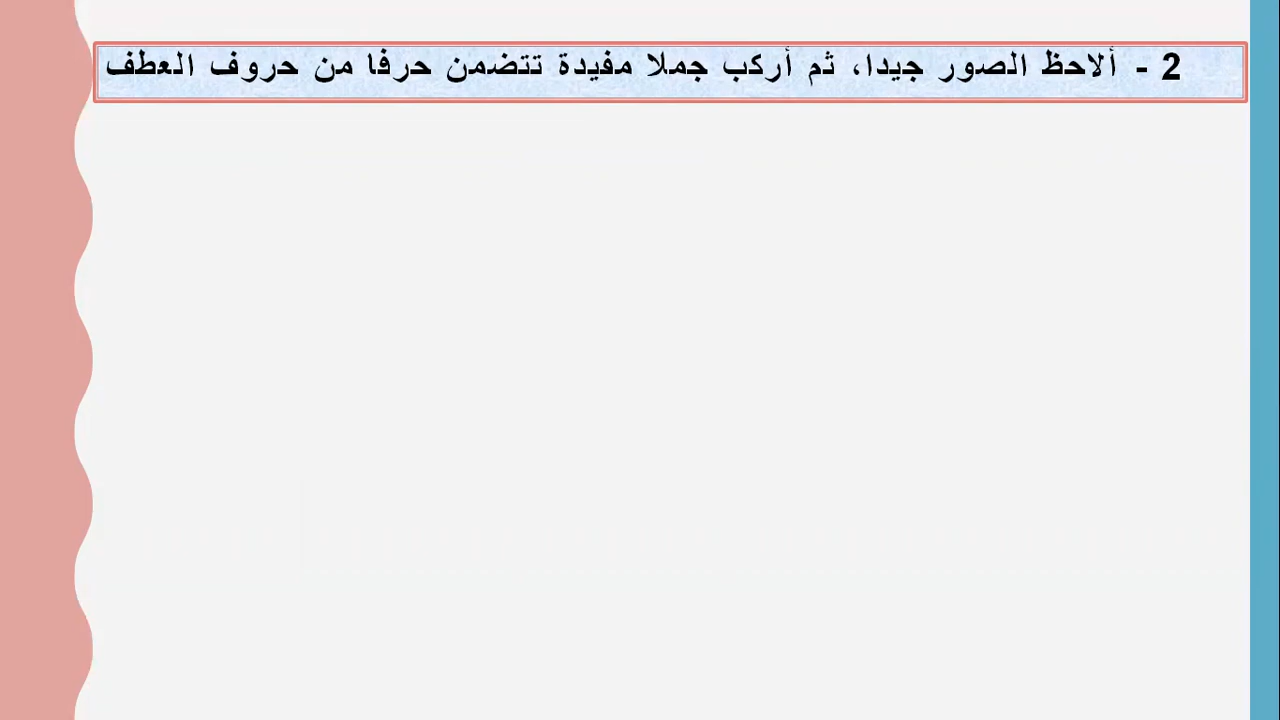 2 - ألاحظ الصور جيدا، ثم أركب جملا مفيدة تتضمن حرفا من حروف العطف